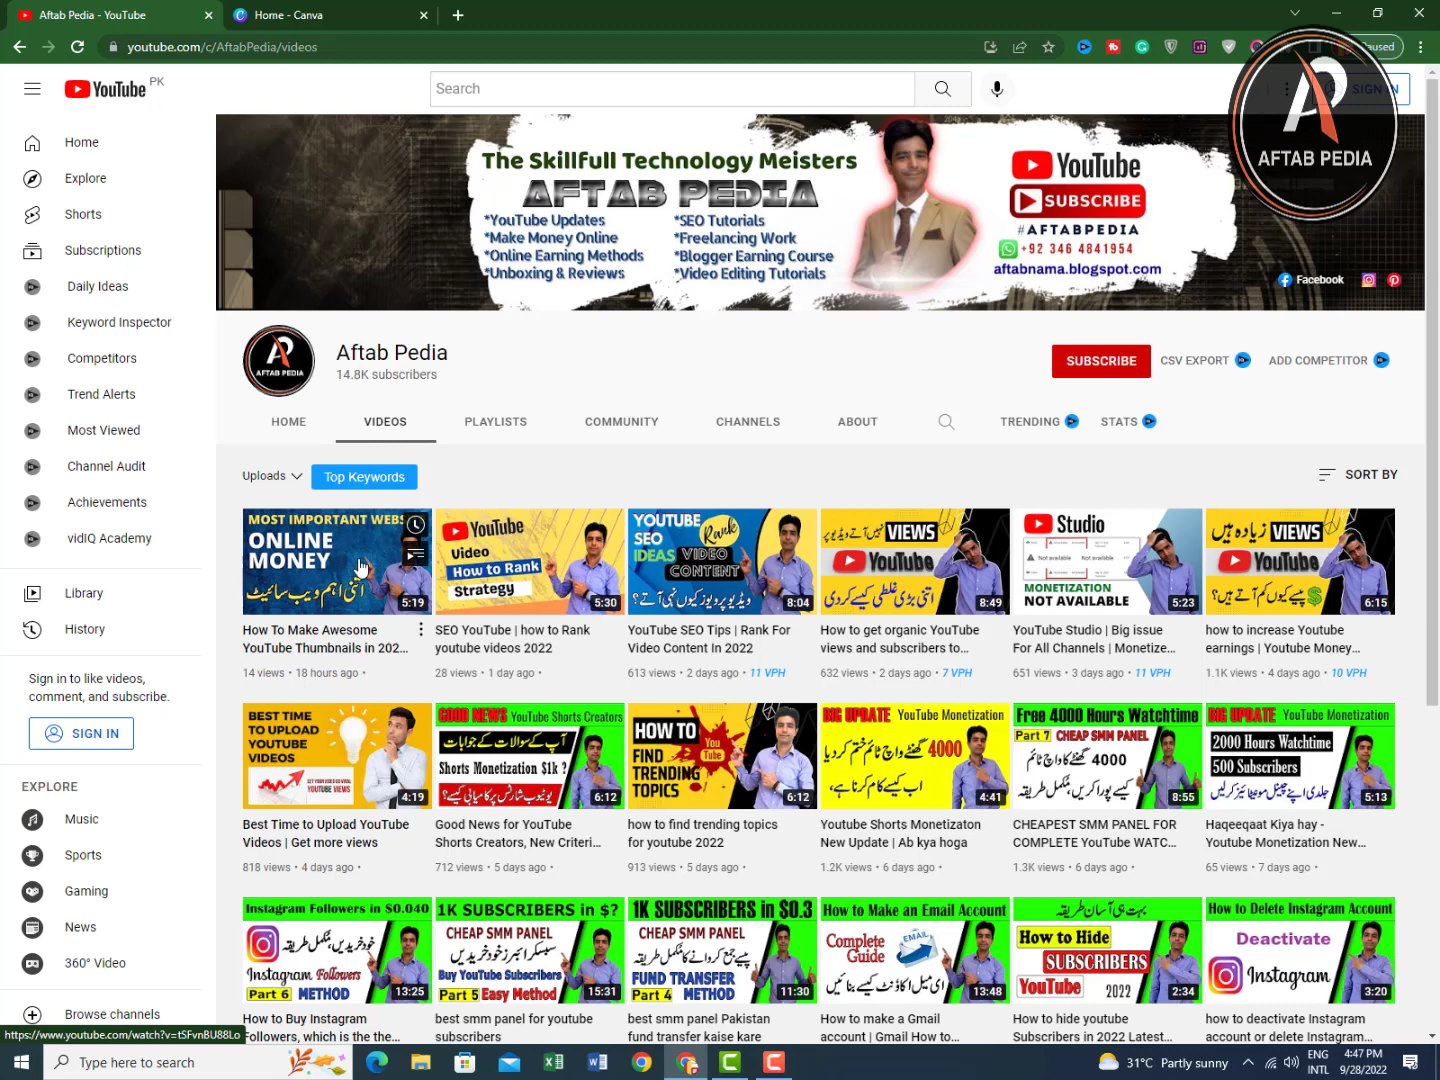 Aftab Pedia - YouTube
Home - Canva
youtube.com/c/AftabPedia/videos
YouTube PK
Search
SIGN IN
AFTAB PEDIA
Home
Explore
Shorts
Subscriptions
Daily Ideas
Keyword Inspector
Competitors
Trend Alerts
Most Viewed
Channel Audit
Achievements
vidIQ Academy
Library
History
Sign in to like videos,
comment, and subscribe.
SIGN IN
EXPLORE
Music
Sports
Gaming
News
360° Video
Browse channels
https://www.youtube.com/watch?v=tSFvnBU88Lo
The Skillfull Technology Meisters
AFTAB PEDIA
*YouTube Updates
*Make Money Online
*Online Earning Methods
*Unboxing & Reviews
*SEO Tutorials
*Freelancing Work
*Blogger Earning Course
*Video Editing Tutorials
YouTube
SUBSCRIBE
#AFTABPEDIA
+92 346 4841954
aftabnama.blogspot.com
Facebook
AFTAB PEDIA
Aftab Pedia
14.8K subscribers
SUBSCRIBE
CSV EXPORT
ADD COMPETITOR
HOME
VIDEOS
PLAYLISTS
COMMUNITY
CHANNELS
ABOUT
TRENDING
STATS
Uploads
Top Keywords
SORT BY
MOST IMPORTANT WEBS
ONLINE
MONEY
اتنی اہم ویب سائیٹ
5:19
YouTube
Video
How to Rank
Strategy
5:30
YOUTUBE
SEO Rank
IDEAS VIDEO
CONTENT
ویڈیوپرویوز کیوں نہی آتے؟
8:04
ویڈیو پر نہیں آتے VIEWS
YouTube
اتنی بڑی غلطی کیسے کردی
8:49
Studio
Not available
Not available
MONETIZATION
NOT AVAILABLE
5:23
زیادہ ہیں VIEWS
YouTube
پیسے کیوں کم آتے ہیں؟ $
6:15
How To Make Awesome
YouTube Thumbnails in 202...
14 views • 18 hours ago •
SEO YouTube | how to Rank
youtube videos 2022
28 views • 1 day ago •
YouTube SEO Tips | Rank For
Video Content In 2022
613 views • 2 days ago • 11 VPH
How to get organic YouTube
views and subscribers to...
632 views • 2 days ago • 7 VPH
YouTube Studio | Big issue
For All Channels | Monetize...
651 views • 3 days ago • 11 VPH
how to increase Youtube
earnings | Youtube Money...
1.1K views • 4 days ago • 10 VPH
BEST TIME
TO UPLOAD
YOUTUBE
VIDEOS
YOUTUBE VIEWS
4:19
GOOD NEWS YouTube Shorts Creators
آپ کے سوالات کے جوابات
Shorts Monetization $1k ?
یوٹیوب شارٹس پر کامیابی کیسے؟
6:12
HOW TO
FIND
TRENDING
TOPICS
You
Tube
6:12
BIG UPDATE YouTube Monetization
4000 گھنٹے واچ ٹائم ختم کر دیا
اب کیسے کام کرنا ہے،
4:41
Free 4000 Hours Watchtime
Part 7 CHEAP SMM PANEL
4000 گھنٹے کا واچ ٹائم
کیسے پورا کریں، مکمل طریقہ
8:55
BIG UPDATE YouTube Monetization
2000 Hours Watchtime
500 Subscribers
جلدی اپنے چینل مونیٹائز کرلیں
5:13
Best Time to Upload YouTube
Videos | Get more views
818 views • 4 days ago •
Good News for YouTube
Shorts Creators, New Criteri...
712 views • 5 days ago •
how to find trending topics
for youtube 2022
913 views • 5 days ago •
Youtube Shorts Monetizaton
New Update | Ab kya hoga
1.2K views • 6 days ago •
CHEAPEST SMM PANEL FOR
COMPLETE YouTube WATC...
1.3K views • 6 days ago •
Haqeeqaat Kiya hay -
Youtube Monetization New...
65 views • 7 days ago •
Instagram Followers in $0.040
خود خریدیں، مکمل طریقہ
Instagram Followers
Part 6 METHOD
13:25
1K SUBSCRIBERS in $?
CHEAP SMM PANEL
سبسکرائبرز خود خریدیں
Buy YouTube Subscribers
Part 5 Easy Method
15:31
1K SUBSCRIBERS in $0.3
CHEAP SMM PANEL
پیسے جمع کروانے کا مکمل طریقہ
FUND TRANSFER
Part 4 METHOD
11:30
How to Make an Email Account
Complete
Guide
EMAIL
ای میل اکاؤنٹ کیسے بنائیں
13:48
بہت ہی آسان طریقہ
How to Hide
SUBSCRIBERS
YouTube 2022
2:34
How to Delete Instagram Account
Deactivate
Instagram
3:20
How to Buy Instagram
Followers, which is the the...
best smm panel for youtube
subscribers
best smm panel Pakistan
fund transfer kaise kare
How to make a Gmail
account | Gmail How to...
How to hide youtube
Subscribers in 2022 Latest...
how to deactivate Instagram
account or delete Instagram...
Type here to search
31°C Partly sunny
ENG
INTL
4:47 PM
9/28/2022